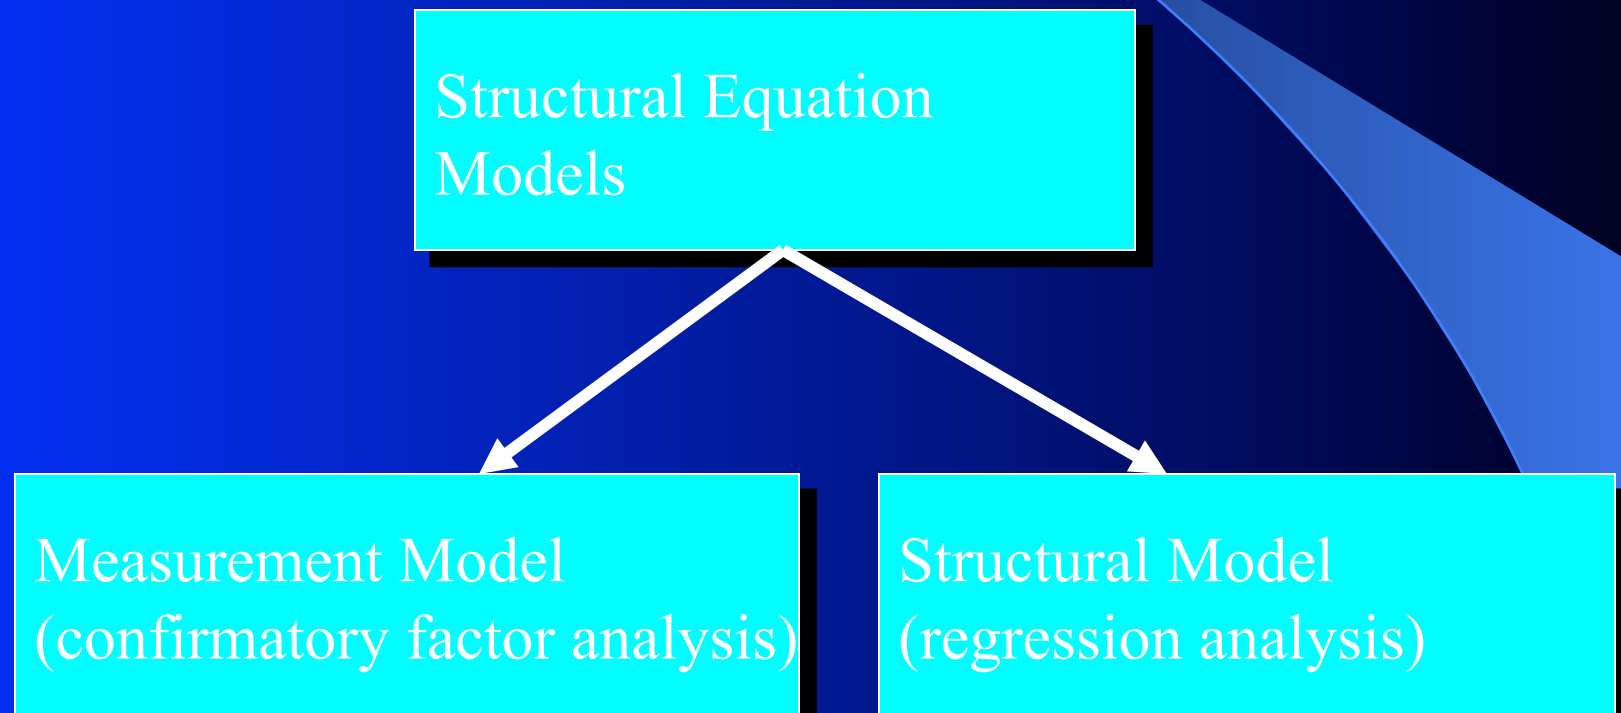 Structural Equation
Models
Measurement Model
(confirmatory factor analysis)
Structural Model
(regression analysis)